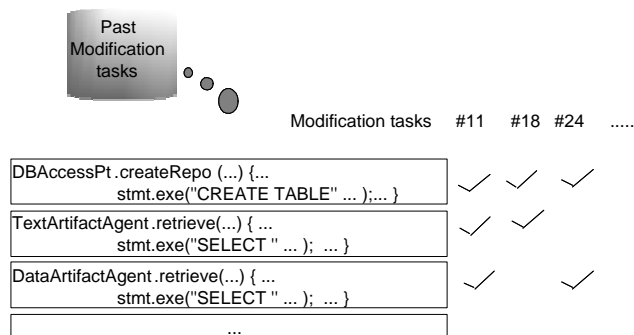 Past
Modification
tasks
Modification tasks #11 #18 #24 .....
DBAccessPt.createRepo (...) {...
stmt.exe("CREATE TABLE" ... );... }
TextArtifactAgent.retrieve(...) { ...
stmt.exe("SELECT " ... ); ... }
DataArtifactAgent.retrieve(...) { ...
stmt.exe("SELECT " ... ); ... }
...